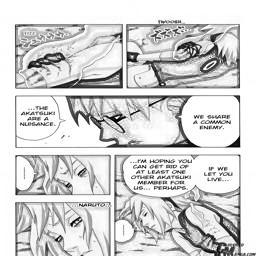 TWOOSH...
WE SHARE
A COMMON
ENEMY.
...THE
AKATSUKI
ARE A
NUISANCE.
IF WE
LET YOU
LIVE...
...I'M HOPING YOU
CAN GET RID OF
AT LEAST ONE
OTHER AKATSUKI
MEMBER FOR
US... PERHAPS.
NARUTO...